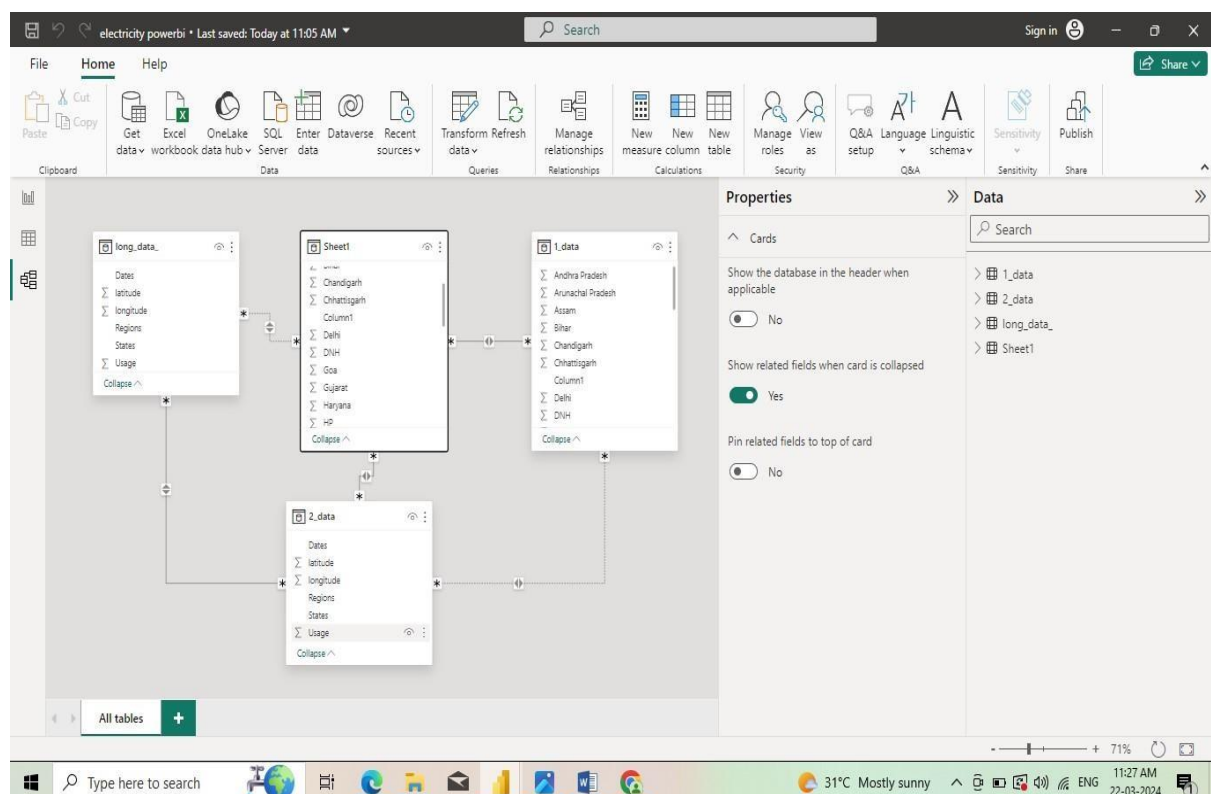 electricity powerbi • Last saved: Today at 11:05 AM
Search
Sign in
File Home Help
Share
Paste
Cut
Copy
Get data
Excel workbook
OneLake data hub
SQL Server
Enter data
Dataverse
Recent sources
Transform data
Refresh
Manage relationships
New measure
New column
New table
Manage roles
View as
Q&A setup
Language
Linguistic schema
Sensitivity
Publish
Clipboard
Data
Queries
Relationships
Calculations
Security
Q&A
Sensitivity
Share
long_data_
Dates
∑ latitude
∑ longitude
Regions
States
∑ Usage
Collapse
Sheet1
∑ Chandigarh
∑ Chhattisgarh
Column1
∑ Delhi
∑ DNH
∑ Goa
∑ Gujarat
∑ Haryana
∑ HP
Collapse
1_data
∑ Andhra Pradesh
∑ Arunachal Pradesh
∑ Assam
∑ Bihar
∑ Chandigarh
∑ Chhattisgarh
Column1
∑ Delhi
∑ DNH
Collapse
2_data
Dates
∑ latitude
∑ longitude
Regions
States
∑ Usage
Collapse
Properties
Cards
Show the database in the header when
applicable
No
Show related fields when card is collapsed
Yes
Pin related fields to top of card
No
Data
Search
1_data
2_data
long_data_
Sheet1
All tables
+
- + 71%
Type here to search
31°C Mostly sunny
ENG
11:27 AM
22-03-2024